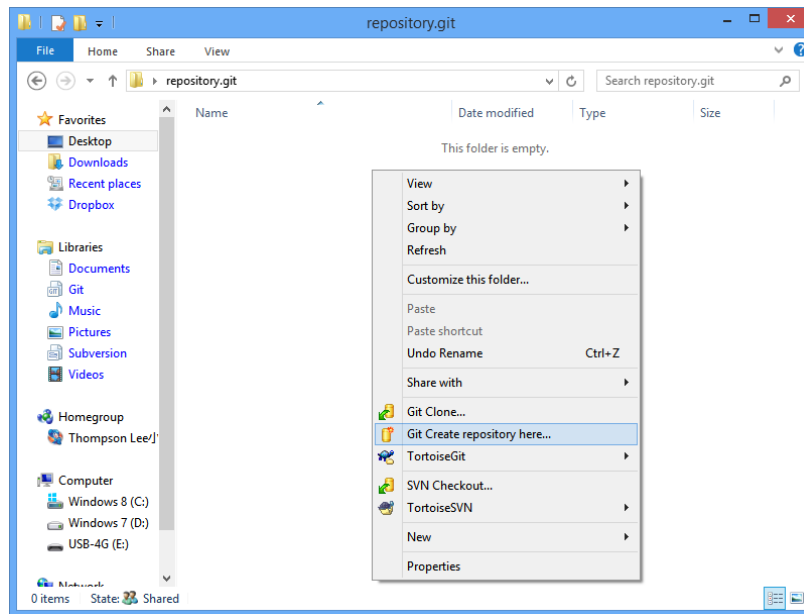 repository.git
File Home Share View
repository.git
Search repository.git
Name Date modified Type Size
This folder is empty.
Favorites
Desktop
Downloads
Recent places
Dropbox
Libraries
Documents
Git
Music
Pictures
Subversion
Videos
Homegroup
Thompson Lee
Computer
Windows 8 (C:)
Windows 7 (D:)
USB-4G (E:)
Network
View
Sort by
Group by
Refresh
Customize this folder...
Paste
Paste shortcut
Undo Rename Ctrl+Z
Share with
Git Clone...
Git Create repository here...
TortoiseGit
SVN Checkout...
TortoiseSVN
New
Properties
0 items State: Shared